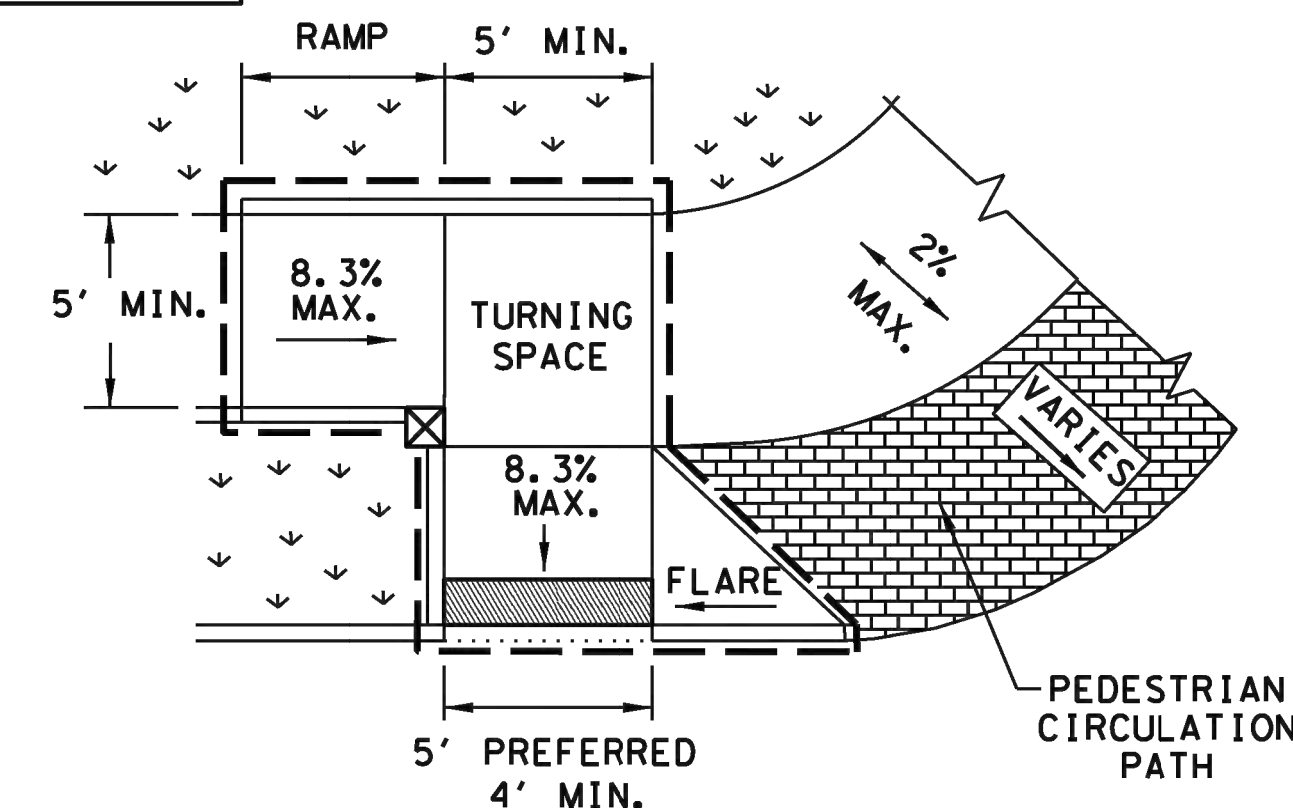 RAMP
5' MIN.
5' MIN.
8.3%
MAX.
TURNING
SPACE
2%
MAX.
VARIES
8.3%
MAX.
FLARE
PEDESTRIAN
CIRCULATION
PATH
5' PREFERRED
4' MIN.